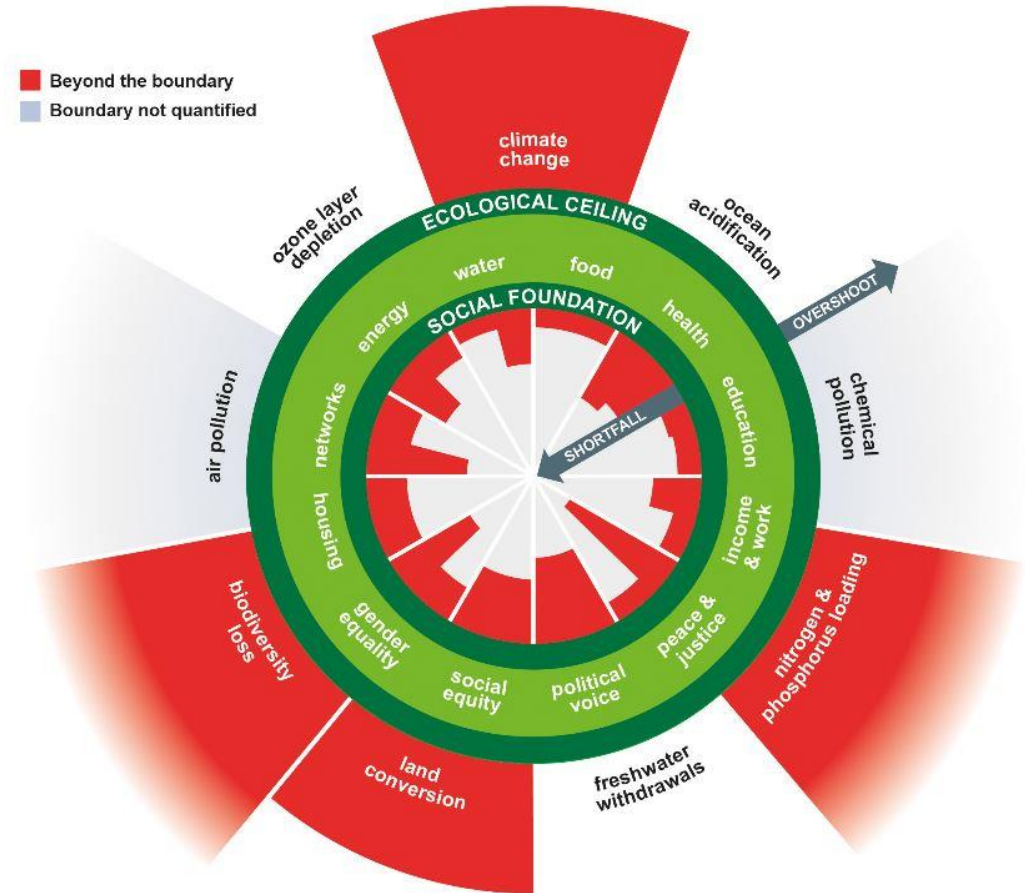 Beyond the boundary
Boundary not quantified
climate
change
ECOLOGICAL CEILING
ozone layer
depletion
ocean
acidification
OVERSHOOT
water
food
energy
health
SOCIAL FOUNDATION
SHORTFALL
networks
education
air pollution
chemical
pollution
housing
income
& work
gender
equality
peace &
justice
social
equity
political
voice
biodiversity
loss
nitrogen &
phosphorus loading
land
conversion
freshwater
withdrawals